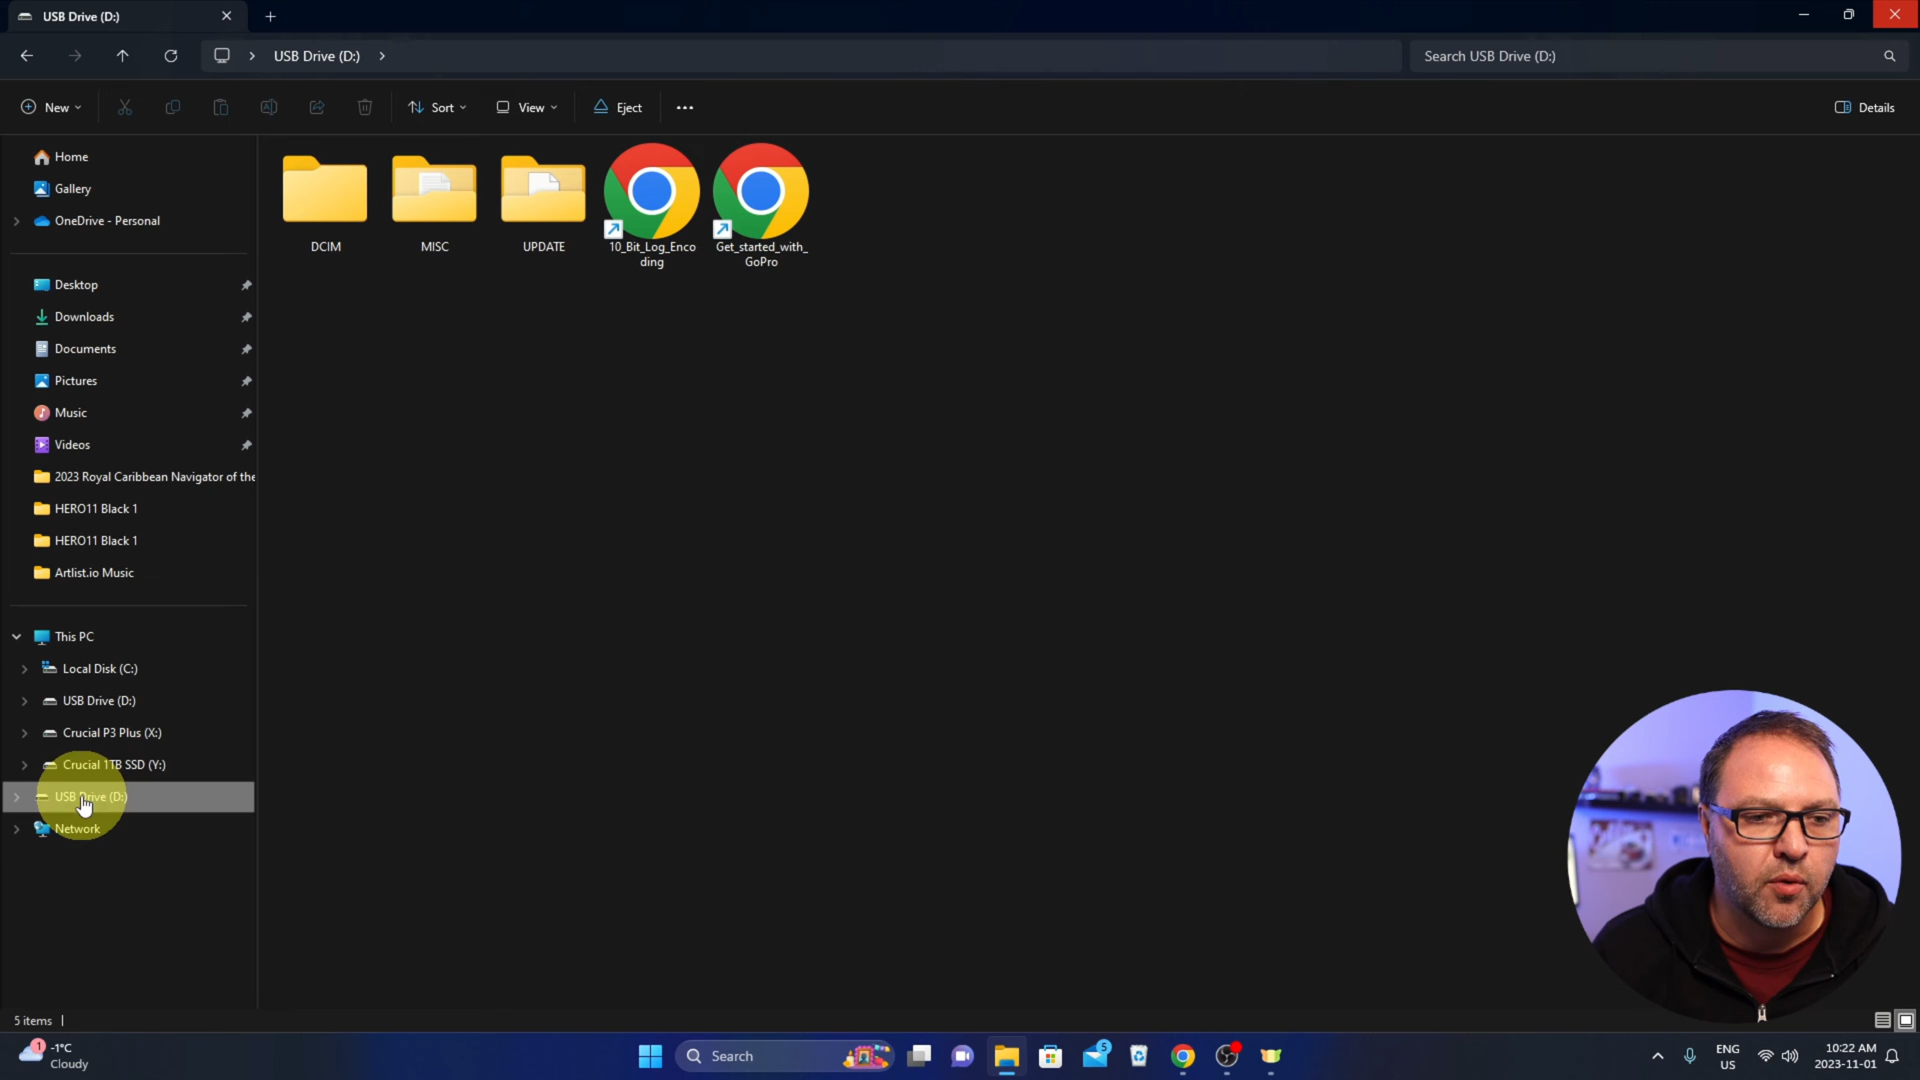 USB Drive (D:)
USB Drive (D:)
Search USB Drive (D:)
New
Sort
View
Eject
Details
Home
Gallery
OneDrive - Personal
Desktop
Downloads
Documents
Pictures
Music
Videos
2023 Royal Caribbean Navigator of the
HERO11 Black 1
HERO11 Black 1
Artlist.io Music
This PC
Local Disk (C:)
USB Drive (D:)
Crucial P3 Plus (X:)
Crucial 1TB SSD (Y:)
USB Drive (D:)
Network
DCIM
MISC
UPDATE
10_Bit_Log_Enco
ding
Get_started_with_
GoPro
5 items
1
-1°C
Cloudy
Search
5
ENG
US
10:22 AM
2023-11-01